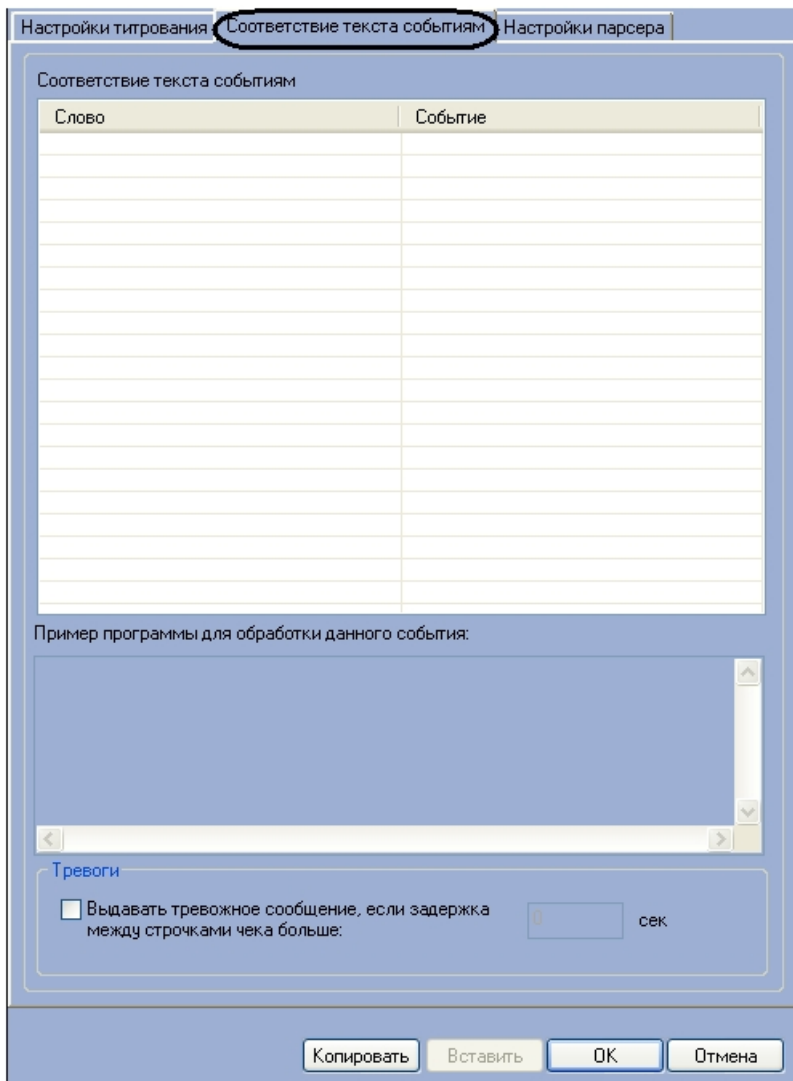 Настройки титрования Соответствие текста событиям Настройки парсера
Соответствие текста событиям
Слово Событие
Пример программы для обработки данного события:
Тревоги
Выдавать тревожное сообщение, если задержка
между строчками чека больше:
0 сек
Копировать Вставить OK Отмена